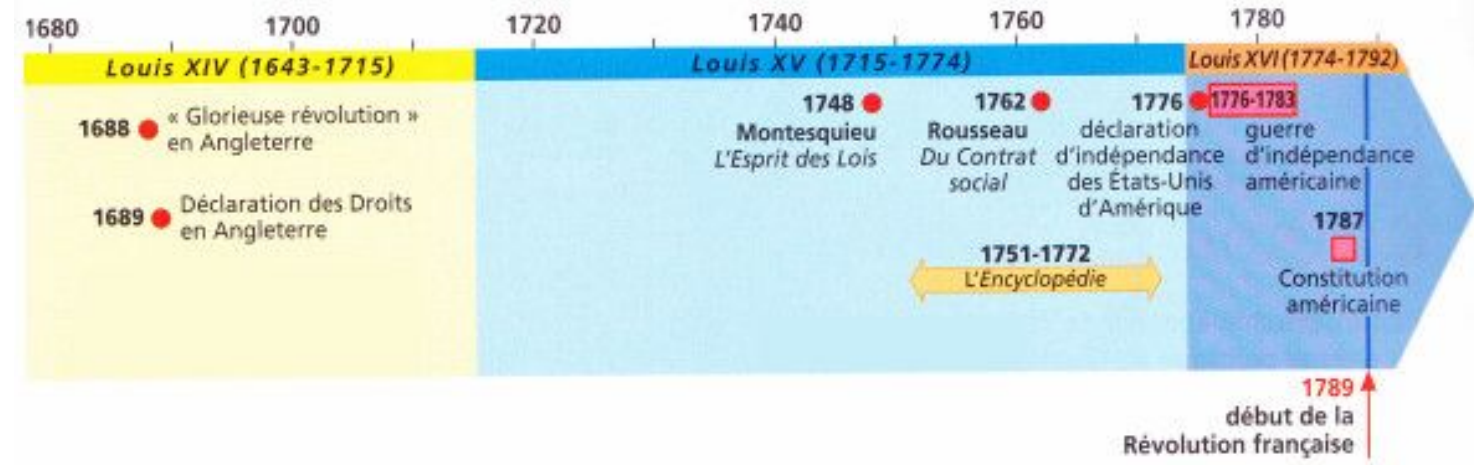 1680 1700 1720 1740 1760 1780
Louis XIV (1643-1715)
Louis XV (1715-1774)
Louis XVI (1774-1792)
1688
« Glorieuse révolution »
en Angleterre
1689
Déclaration des Droits
en Angleterre
1748
Montesquieu
L'Esprit des Lois
1762
Rousseau
Du Contrat
social
1751-1772
L'Encyclopédie
1776
déclaration
d'indépendance
des États-Unis
d'Amérique
1776-1783
guerre
d'indépendance
américaine
1787
Constitution
américaine
1789
début de la
Révolution française